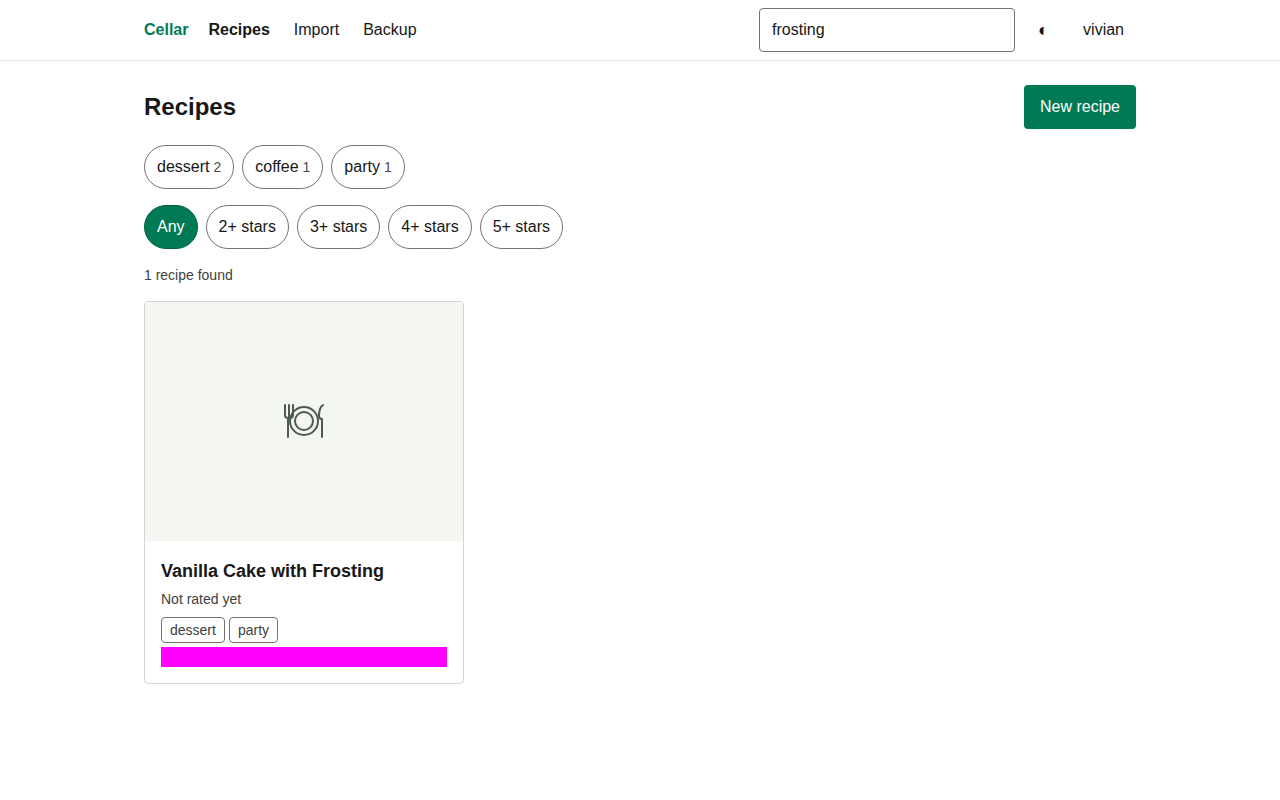 Cellar Recipes Import Backup frosting vivian
Recipes New recipe
dessert 2 coffee 1 party 1
Any 2+ stars 3+ stars 4+ stars 5+ stars
1 recipe found
Vanilla Cake with Frosting
Not rated yet
dessert party